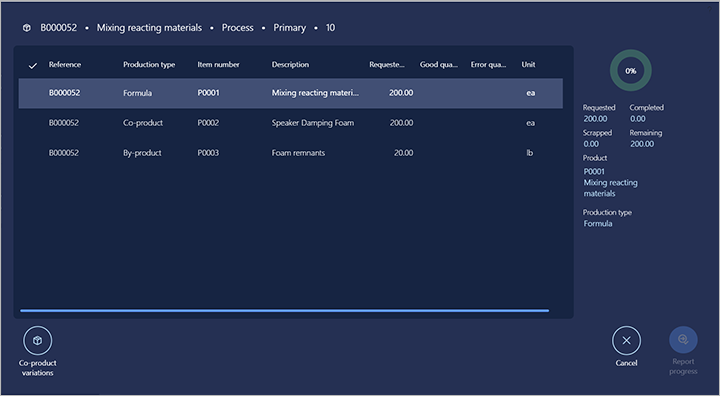 B000052 • Mixing reacting materials • Process • Primary • 10
Reference Production type Item number Description Requeste... Good qua... Error qua... Unit
B000052 Formula P0001 Mixing reacting materi... 200.00 ea
B000052 Co-product P0002 Speaker Damping Foam 200.00 ea
B000052 By-product P0003 Foam remnants 20.00 lb
0%
Requested Completed
200.00 0.00
Scrapped Remaining
0.00 200.00
Product
P0001
Mixing reacting
materials
Production type
Formula
Co-product
variations
Cancel
Report
progress